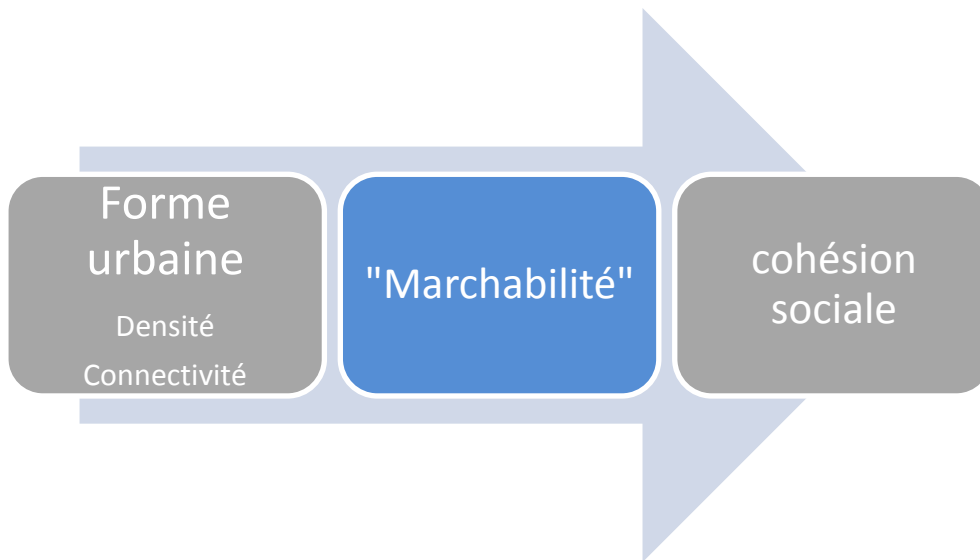 Forme
urbaine
Densité
Connectivité
"Marchabilité"
cohésion
sociale